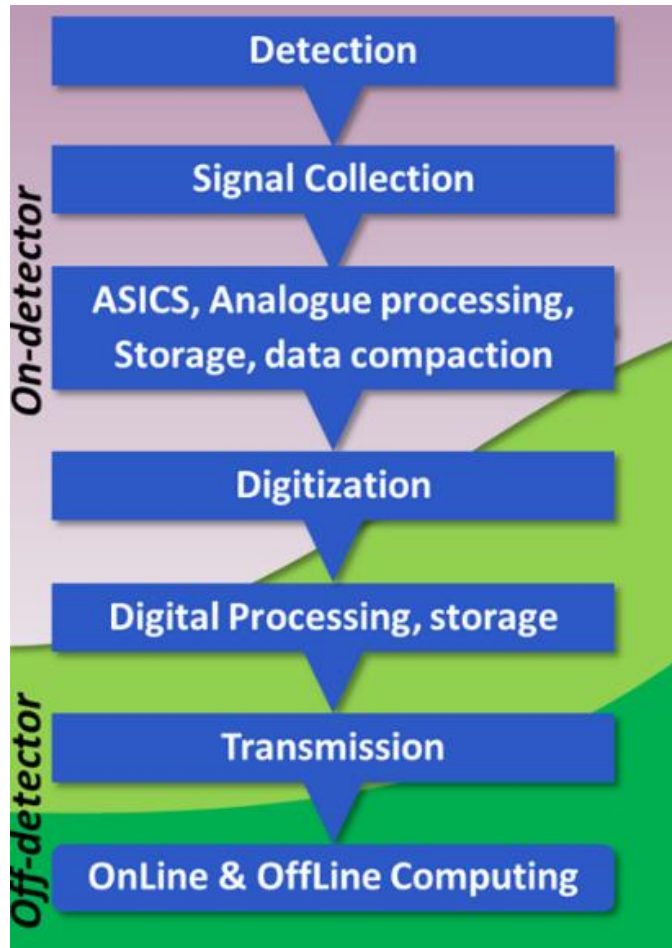 Detection
Signal Collection
ASICS, Analogue processing,
Storage, data compaction
Digitization
Digital Processing, storage
Transmission
OnLine & OffLine Computing
On-detector
Off-detector